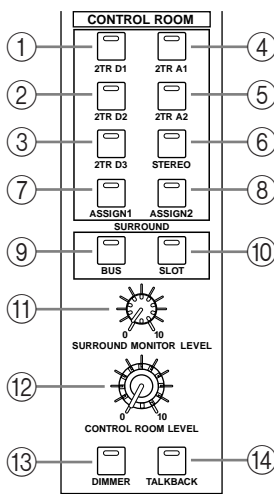 CONTROL ROOM
① ④
2TR D1 2TR A1
② ⑤
2TR D2 2TR A2
③ ⑥
2TR D3 STEREO
⑦ ⑧
ASSIGN1 ASSIGN2
SURROUND
⑨ ⑩
BUS SLOT
⑪
0 10
SURROUND MONITOR LEVEL
⑫
0 10
CONTROL ROOM LEVEL
⑬ ⑭
DIMMER TALKBACK